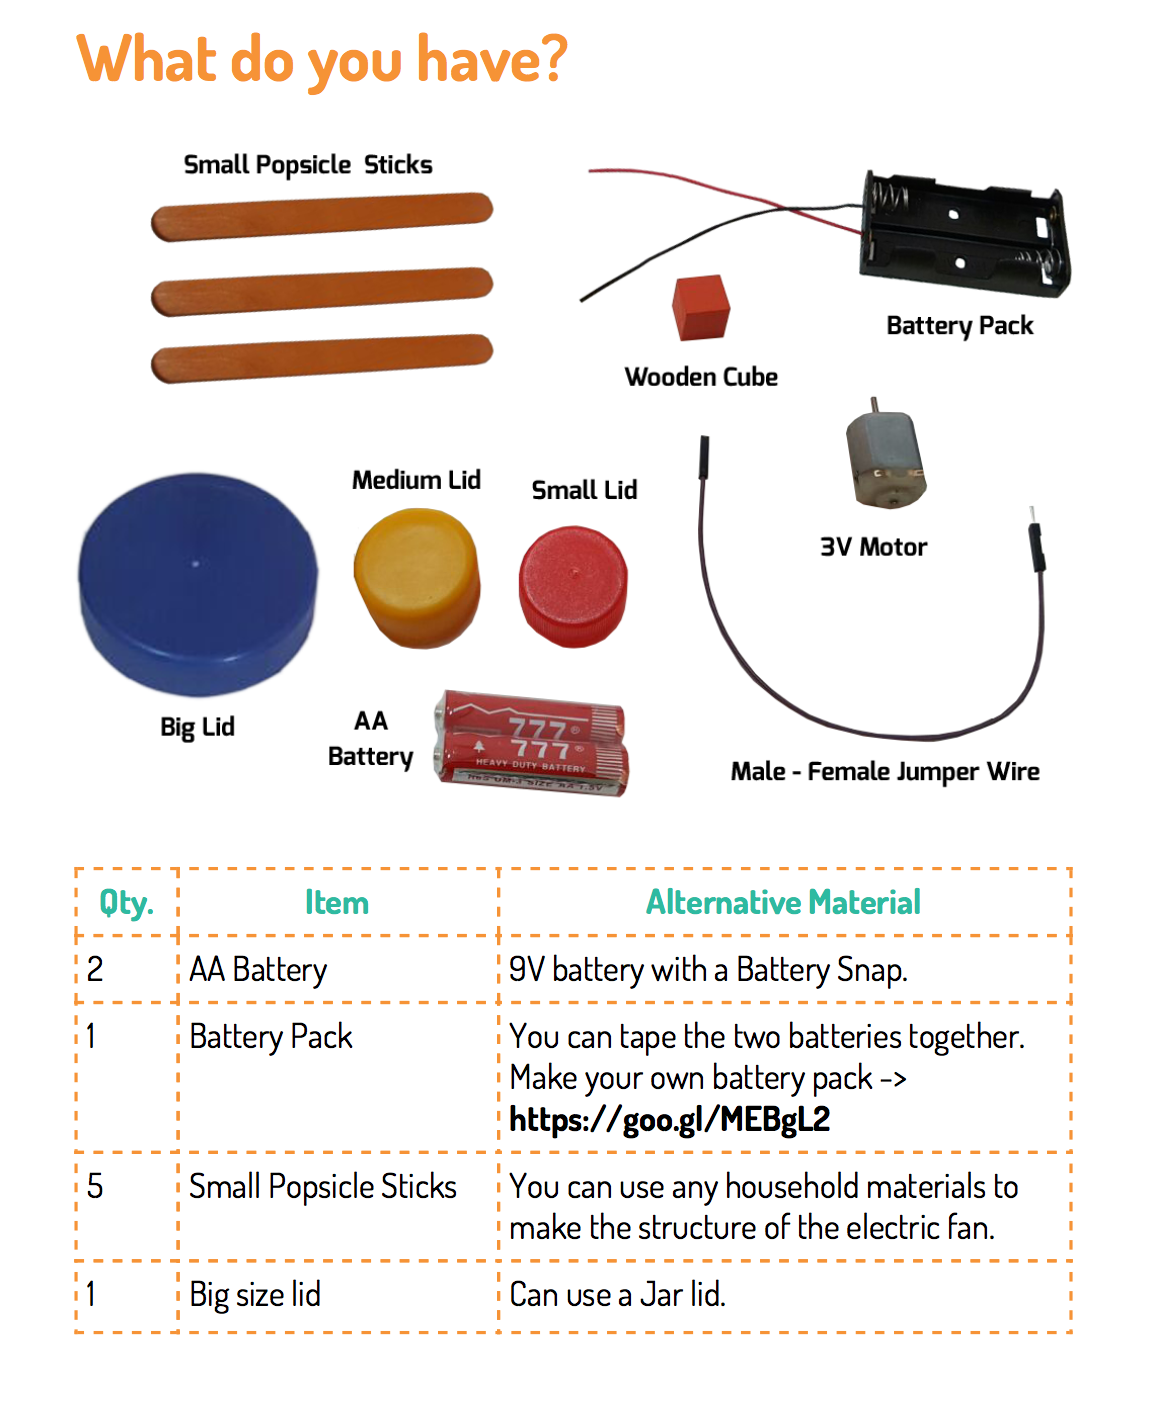 What do you have?
Small Popsicle Sticks
Battery Pack
Wooden Cube
Medium Lid
Small Lid
3V Motor
Big Lid
AA
Battery
777®
777®
HEAVY DUTY BATTERY
SIZE AA 1.5V
Male - Female Jumper Wire
Qty. Item Alternative Material
2 AA Battery 9V battery with a Battery Snap.
1 Battery Pack You can tape the two batteries together.
Make your own battery pack ->
https://goo.gl/MEBgL2
5 Small Popsicle Sticks You can use any household materials to
make the structure of the electric fan.
1 Big size lid Can use a Jar lid.